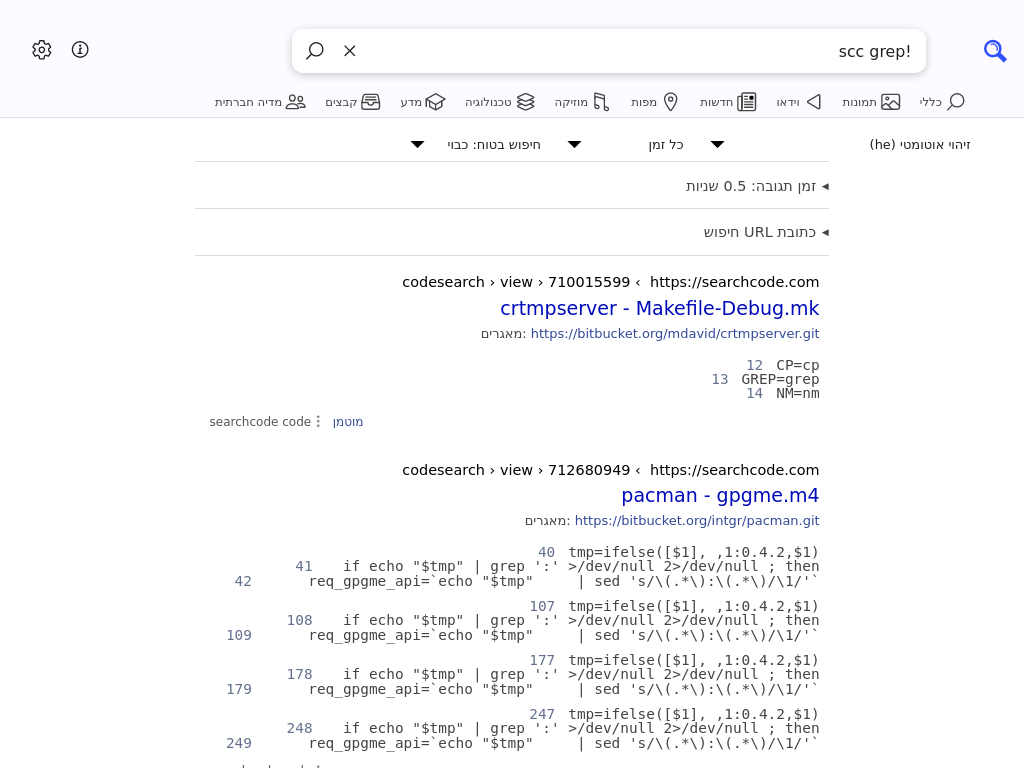 !scc grep
כללי
תמונות
וידאו
חדשות
מפות
מוזיקה
טכנולוגיה
מדע
קבצים
מדיה חברתית
זיהוי אוטומטי (he)
כל זמן
חיפוש בטוח: כבוי
זמן תגובה: 0.5 שניות
כתובת URL חיפוש
https://searchcode.com › codesearch › view › 710015599
crtmpserver - Makefile-Debug.mk
מאגרים: https://bitbucket.org/mdavid/crtmpserver.git
12 CP=cp
13 GREP=grep
14 NM=nm
searchcode code מוטמן
https://searchcode.com › codesearch › view › 712680949
pacman - gpgme.m4
מאגרים: https://bitbucket.org/intgr/pacman.git
40 tmp=ifelse([$1], ,1:0.4.2,$1)
41 if echo "$tmp" | grep ':' >/dev/null 2>/dev/null ; then
42 req_gpgme_api=`echo "$tmp" | sed 's/\(.*\):\(.*\)/\1/'`
107 tmp=ifelse([$1], ,1:0.4.2,$1)
108 if echo "$tmp" | grep ':' >/dev/null 2>/dev/null ; then
109 req_gpgme_api=`echo "$tmp" | sed 's/\(.*\):\(.*\)/\1/'`
177 tmp=ifelse([$1], ,1:0.4.2,$1)
178 if echo "$tmp" | grep ':' >/dev/null 2>/dev/null ; then
179 req_gpgme_api=`echo "$tmp" | sed 's/\(.*\):\(.*\)/\1/'`
247 tmp=ifelse([$1], ,1:0.4.2,$1)
248 if echo "$tmp" | grep ':' >/dev/null 2>/dev/null ; then
249 req_gpgme_api=`echo "$tmp" | sed 's/\(.*\):\(.*\)/\1/'`